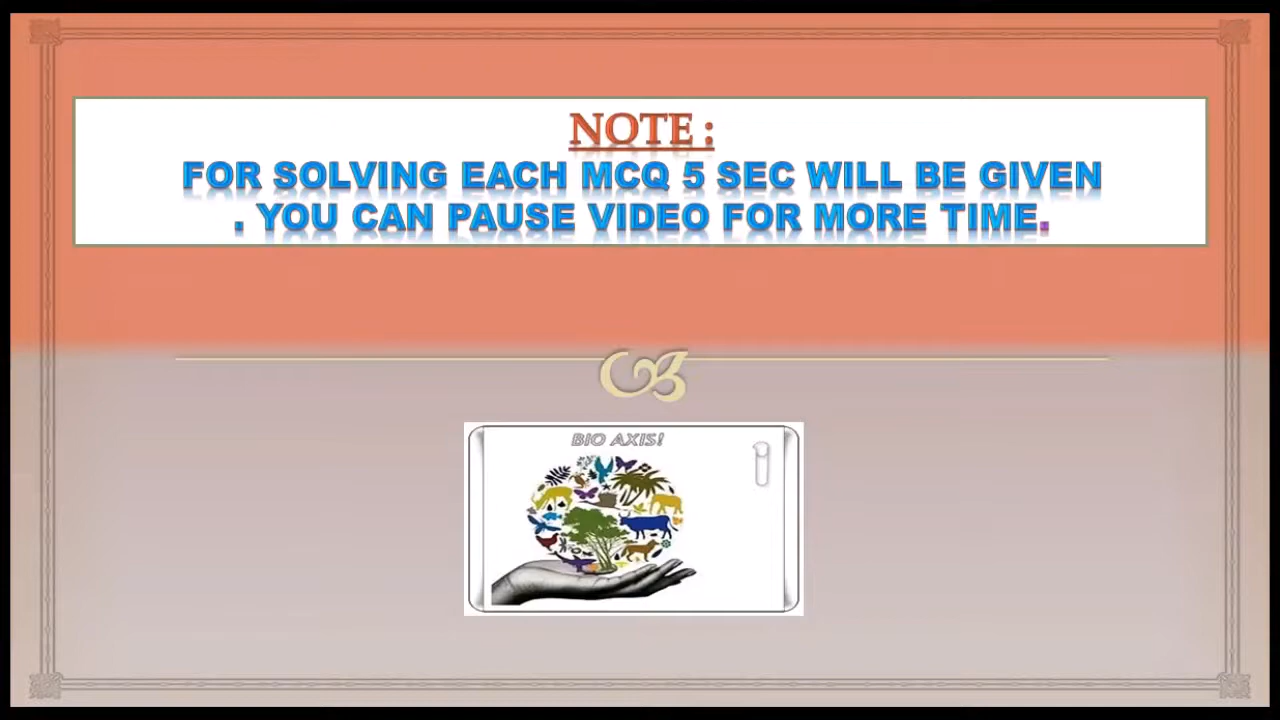 NOTE :
FOR SOLVING EACH MCQ 5 SEC WILL BE GIVEN
. YOU CAN PAUSE VIDEO FOR MORE TIME.
BIO AXIS!